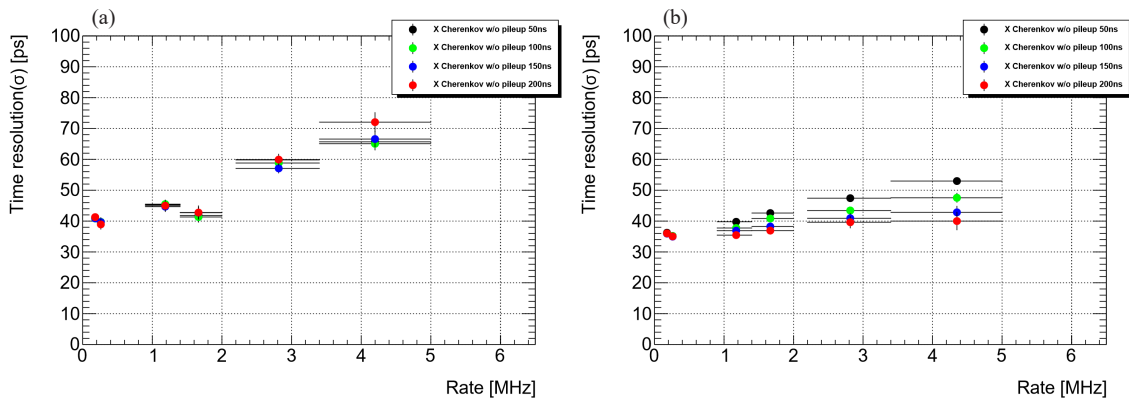 (a)
Time resolution(σ) [ps]
X Cherenkov w/o pileup 50ns
X Cherenkov w/o pileup 100ns
X Cherenkov w/o pileup 150ns
X Cherenkov w/o pileup 200ns
100
90
80
70
60
50
40
30
20
10
0
0 1 2 3 4 5 6
Rate [MHz]
(b)
Time resolution(σ) [ps]
X Cherenkov w/o pileup 50ns
X Cherenkov w/o pileup 100ns
X Cherenkov w/o pileup 150ns
X Cherenkov w/o pileup 200ns
100
90
80
70
60
50
40
30
20
10
0
0 1 2 3 4 5 6
Rate [MHz]